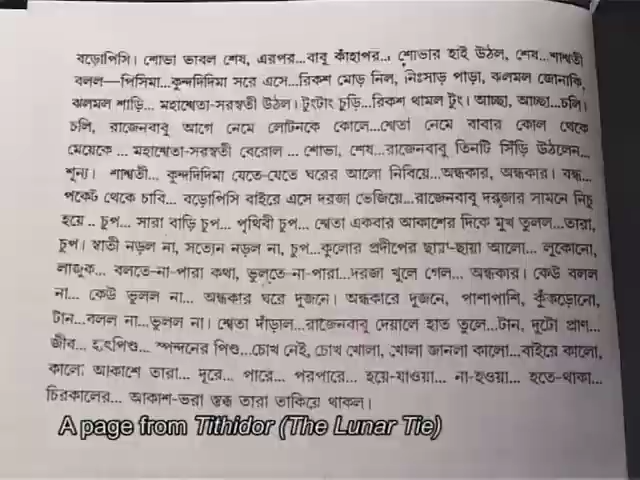 বড়োপিসি। শোভা ভাবল শেষ, এরপর...বাবু কাঁহাপর... শোভার হাই উঠল, শেষ...শাশ্বতী
বলল—পিসিমা...কুন্দদিদিমা সরে এসে...রিকশ মোড় নিল, নিঃসাড় পাড়া, ঝলমল জোনাকি,
ঝলমল শাড়ি... মহাশ্বেতা-সরস্বতী উঠল। টুংটাং চুড়ি...রিকশ থামল টুং। আচ্ছা, আচ্ছা...চলি।
চলি, রাজেনবাবু আগে নেমে লোটনকে কোলে...শ্বেতা নেমে বাবার কোল থেকে
মেয়েকে ... মহাশ্বেতা-সরস্বতী বেরোল ... শোভা, শেষ...রাজেনবাবু তিনটি সিঁড়ি উঠলেন...
শূন্য। শাশ্বতী... কুন্দদিদিমা যেতে-যেতে ঘরের আলো নিবিয়ে...অন্ধকার, অন্ধকার। বন্ধ...
পকেট থেকে চাবি... বড়োপিসি বাইরে এসে দরজা ভেজিয়ে...রাজেনবাবু দরজার সামনে নিচু
হয়ে .. চুপ... সারা বাড়ি চুপ... পৃথিবী চুপ... শ্বেতা একবার আকাশের দিকে মুখ তুলল...তারা,
চুপ। স্বাতী নড়ল না, সত্যেন নড়ল না, চুপ...কুলোর প্রদীপের ছায়া-ছায়া আলো... লুকোনো,
লাজুক... বলতে-না-পারা কথা, ভুলতে-না-পারা...দরজা খুলে গেল... অন্ধকার। কেউ বলল
না... কেউ ভুলল না... অন্ধকার ঘরে দুজনে। অন্ধকারে দুজনে, পাশাপাশি, কুঁকড়োনো,
টান...বলল না...ভুলল না। শ্বেতা দাঁড়াল...রাজেনবাবু দেয়ালে হাত তুলে...টান, দুটো প্রাণ...
জীব... হৃৎপিণ্ড... স্পন্দনের পিণ্ড...চোখ নেই, চোখ খোলা, খোলা জানলা কালো...বাইরে কালো,
কালো আকাশে তারা... দূরে... পারে... পরপারে... হয়ে-যাওয়া... না-হওয়া... হতে-থাকা...
চিরকালের... আকাশ-ভরা স্তব্ধ তারা তাকিয়ে থাকল।
A page from Tithidor (The Lunar Tie)